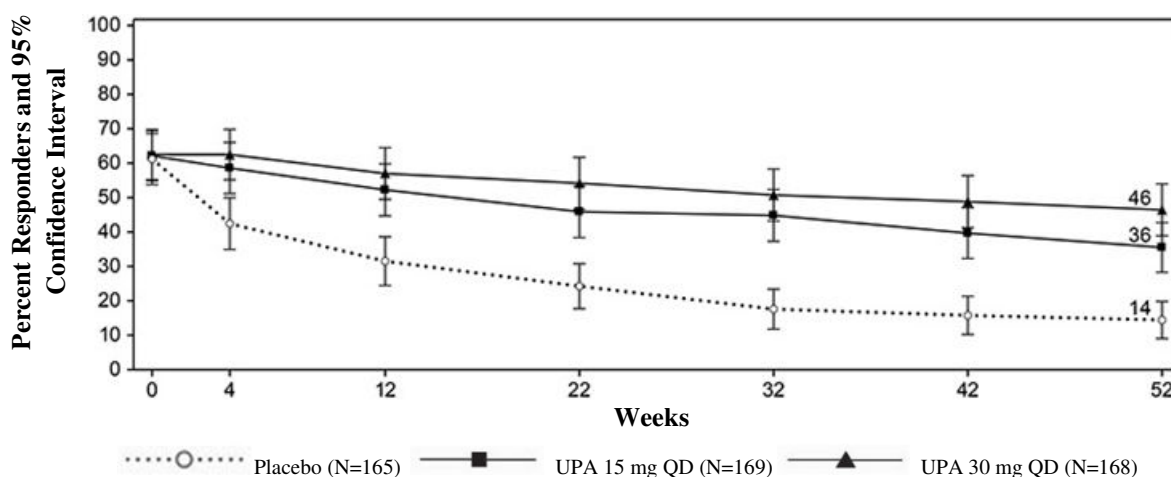 Percent Responders and 95%
Confidence Interval
100
90
80
70
60
50
40
30
20
10
0
46
36
14
0 4 12 22 32 42 52
Weeks
Placebo (N=165) UPA 15 mg QD (N=169) UPA 30 mg QD (N=168)